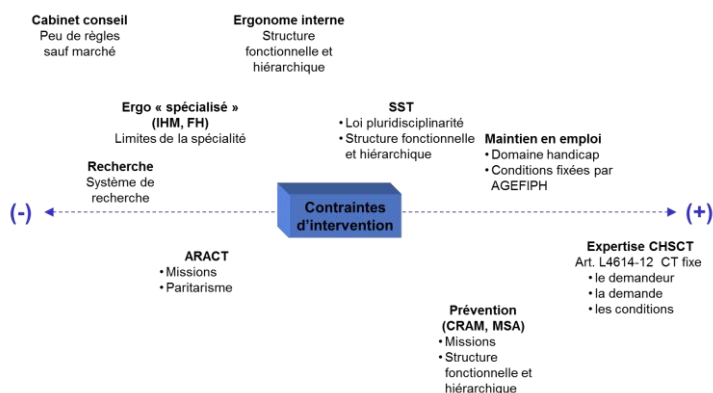 Cabinet conseil
Peu de règles
sauf marché
Ergonome interne
Structure
fonctionnelle et
hiérarchique
Ergo « spécialisé »
(IHM, FH)
Limites de la spécialité
SST
• Loi pluridisciplinarité
• Structure fonctionnelle
et hiérarchique
Maintien en emploi
• Domaine handicap
• Conditions fixées par
AGEFIPH
Recherche
Système de
recherche
(-)
Contraintes
d'intervention
(+)
ARACT
• Missions
• Paritarisme
Expertise CHSCT
Art. L4614-12 CT fixe
• le demandeur
• la demande
• les conditions
Prévention
(CRAM, MSA)
• Missions
• Structure
fonctionnelle et
hiérarchique